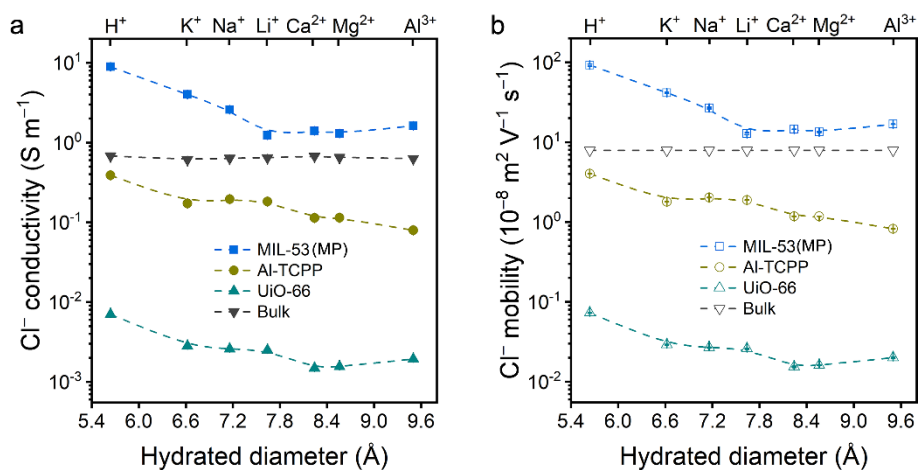 a
H⁺ K⁺ Na⁺ Li⁺ Ca²⁺ Mg²⁺ Al³⁺
Cl⁻ conductivity (S m⁻¹)
10¹
10⁰
10⁻¹
10⁻²
10⁻³
MIL-53(MP)
Al-TCPP
UiO-66
Bulk
5.4 6.0 6.6 7.2 7.8 8.4 9.0 9.6
Hydrated diameter (Å)
b
H⁺ K⁺ Na⁺ Li⁺ Ca²⁺ Mg²⁺ Al³⁺
Cl⁻ mobility (10⁻⁸ m² V⁻¹ s⁻¹)
10²
10¹
10⁰
10⁻¹
10⁻²
MIL-53(MP)
Al-TCPP
UiO-66
Bulk
5.4 6.0 6.6 7.2 7.8 8.4 9.0 9.6
Hydrated diameter (Å)